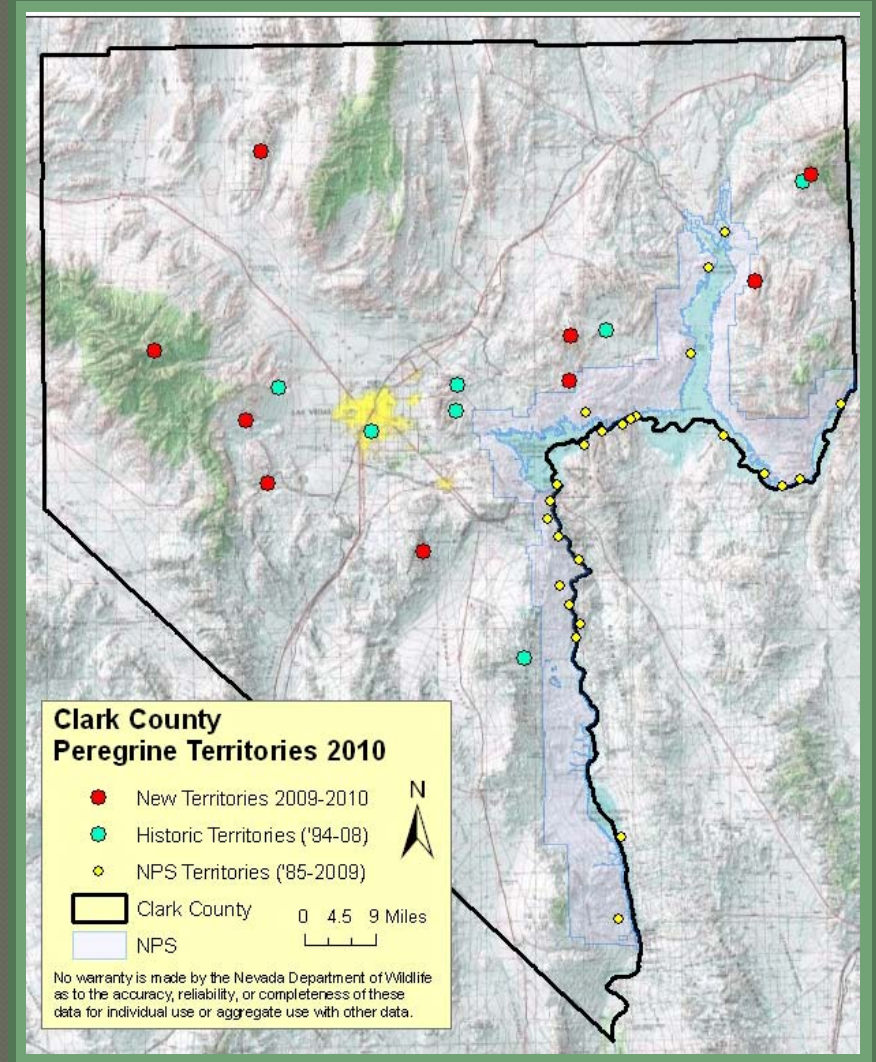 LAS VEGAS
Clark County
Peregrine Territories 2010
N
New Territories 2009-2010
Historic Territories ('94-08)
NPS Territories ('85-2009)
Clark County
0 4.5 9 Miles
NPS
No warranty is made by the Nevada Department of Wildlife
as to the accuracy, reliability, or completeness of these
data for individual use or aggregate use with other data.